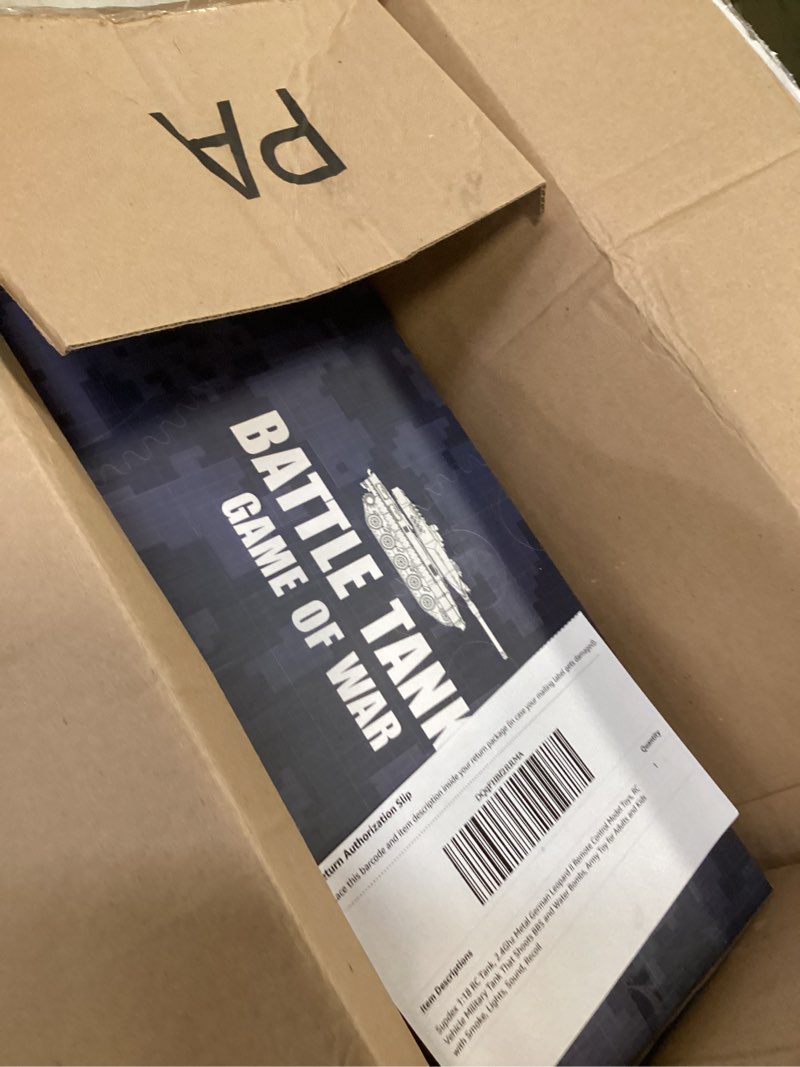 PA
BATTLE TANK
GAME OF WAR
turn Authorization Slip
ace this barcode and item description inside your return package (in case your mailing label gets damaged)
Item Descriptions
Quantity
Supdex 1:18 RC Tank, 2.4Ghz Metal German Leopard II Remote Control Model Toys, RC
1
Vehicle Military Tank That Shoots BBS and Water Bombs, Army Toy for Adults and Kids
with Smoke, Lights, Sound, Recoil